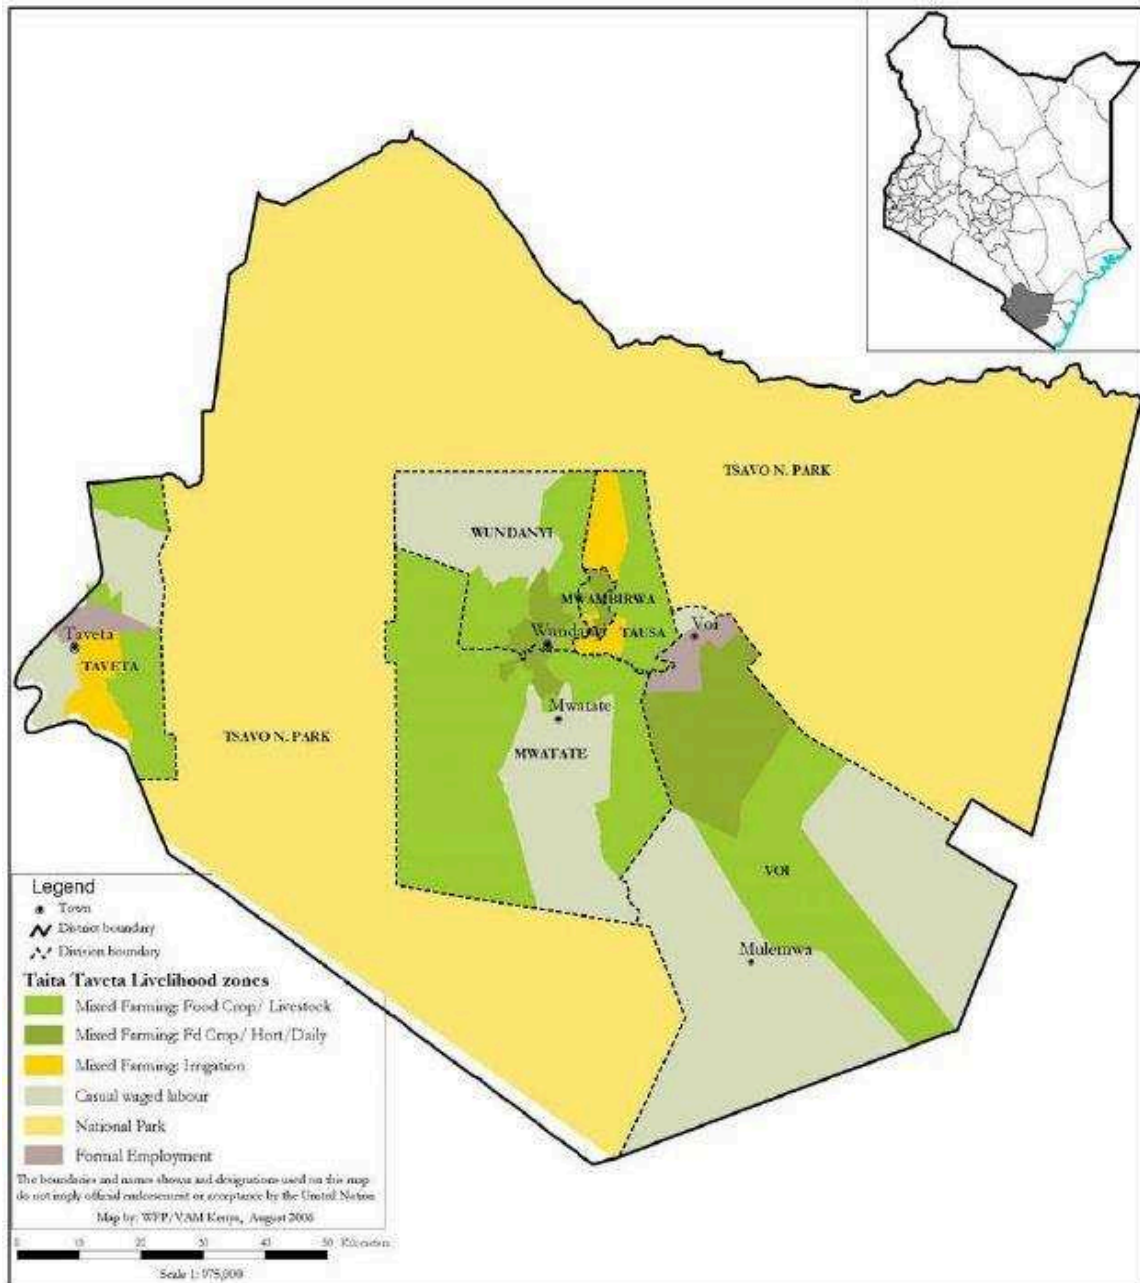 TSAVO N. PARK
WUNDANYI
MWAMBIRWA
Taveta
TAVETA
TAUSA
Voi
Mwatate
TSAVO N. PARK
MWATATE
VOI
Mulemwa
Legend
Town
District boundary
Division boundary
Taita Taveta Livelihood zones
Mixed Farming: Food Crop/ Livestock
Mixed Farming: Fd Crop/ Hort/Daily
Mixed Farming: Irrigation
Casual waged labour
National Park
Formal Employment
The boundaries and names shown and designations used on this map
do not imply official endorsement or acceptance by the United Nation
Map by: WFP/VAM Kenya, August 2006
0 10 20 30 40 50 Kilometers
Scale 1: 975,000